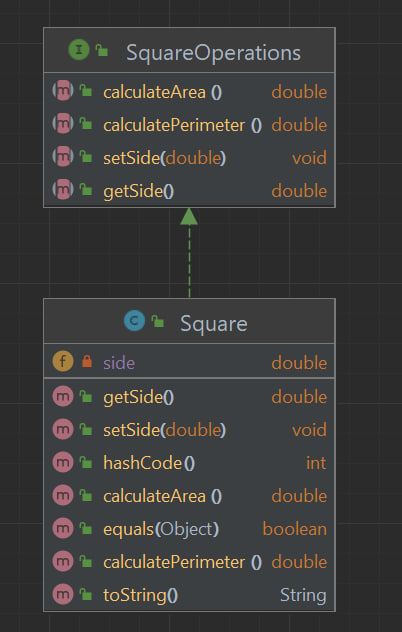 I SquareOperations
m calculateArea () double
m calculatePerimeter () double
m setSide(double) void
m getSide() double
C Square
f side double
m getSide() double
m setSide(double) void
m hashCode() int
m calculateArea () double
m equals(Object) boolean
m calculatePerimeter () double
m toString() String